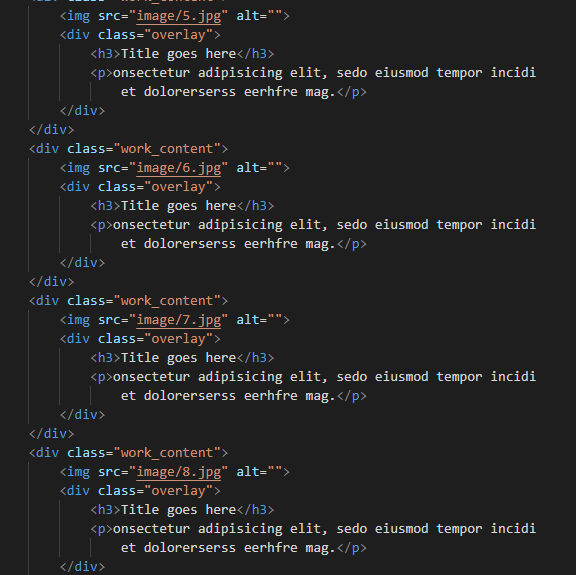 <div class="work_content">
<img src="image/5.jpg" alt="">
<div class="overlay">
<h3>Title goes here</h3>
<p>onsectetur adipisicing elit, sedo eiusmod tempor incidi
et dolorerserss eerhfre mag.</p>
</div>
</div>
<div class="work_content">
<img src="image/6.jpg" alt="">
<div class="overlay">
<h3>Title goes here</h3>
<p>onsectetur adipisicing elit, sedo eiusmod tempor incidi
et dolorerserss eerhfre mag.</p>
</div>
</div>
<div class="work_content">
<img src="image/7.jpg" alt="">
<div class="overlay">
<h3>Title goes here</h3>
<p>onsectetur adipisicing elit, sedo eiusmod tempor incidi
et dolorerserss eerhfre mag.</p>
</div>
</div>
<div class="work_content">
<img src="image/8.jpg" alt="">
<div class="overlay">
<h3>Title goes here</h3>
<p>onsectetur adipisicing elit, sedo eiusmod tempor incidi
et dolorerserss eerhfre mag.</p>
</div>